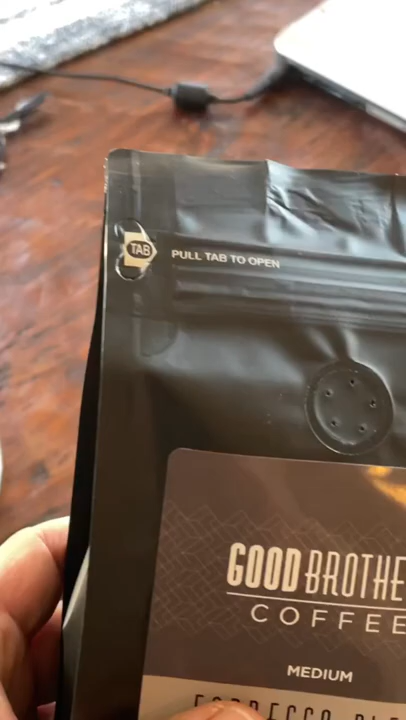 TAB
PULL TAB TO OPEN
GOOD BROTHE
COFFEE
MEDIUM